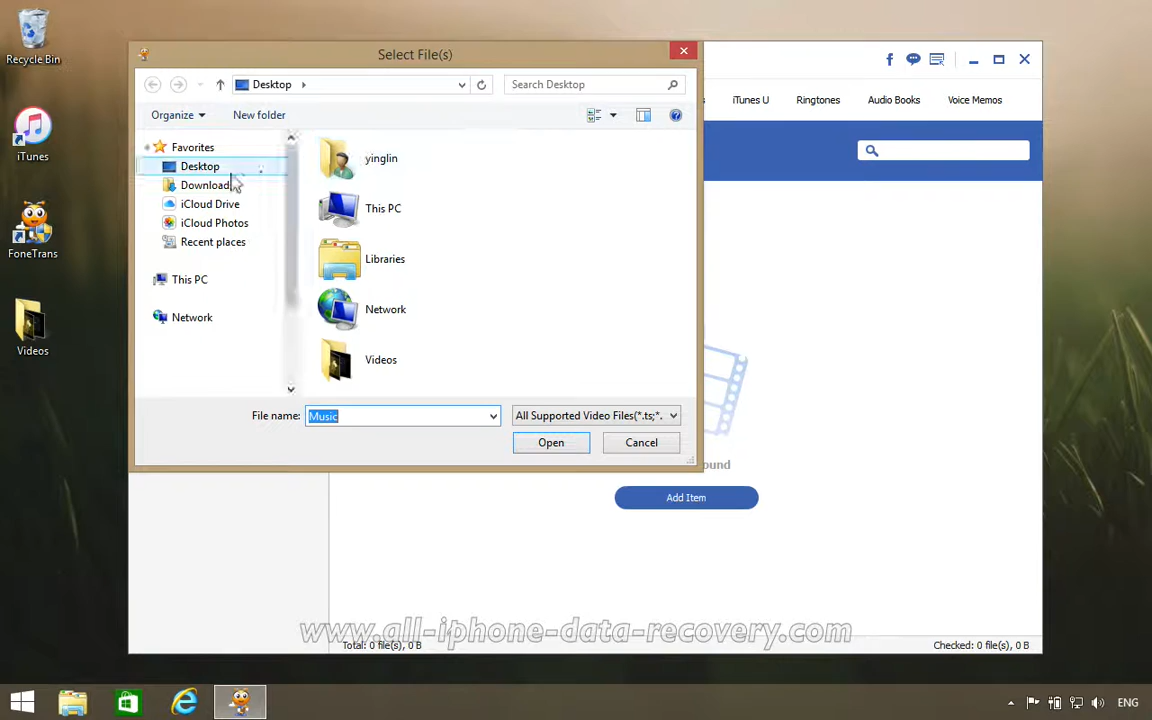 Recycle Bin
iTunes
FoneTrans
Videos
Select File(s)
Desktop
Search Desktop
Organize
New folder
Favorites
Desktop
Download
iCloud Drive
iCloud Photos
Recent places
This PC
Network
yinglin
This PC
Libraries
Network
Videos
File name:
Music
All Supported Video Files(*.ts;*.
Open
Cancel
iTunes U
Ringtones
Audio Books
Voice Memos
ound
Add Item
www.all-iphone-data-recovery.com
Total: 0 file(s), 0 B
Checked: 0 file(s), 0 B
ENG